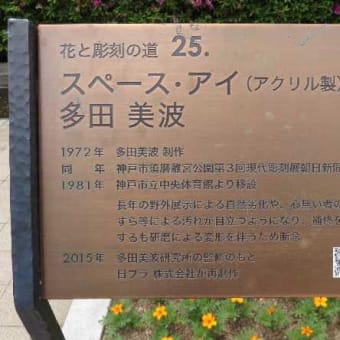 花と彫刻の道 25.
スペース・アイ（アクリル製）
多田 美波
1972年 多田美波 制作
同 年 神戸市須磨離宮公園第3回現代彫刻展朝日新聞
1981年 神戸市立中央体育館より移設
長年の野外展示による自然劣化や、心無い者の
すら等による汚れが目立つようになり、補修を
するも研磨による変形を伴うため断念
2015年 多田美波研究所の監修のもと
日プラ 株式会社が再制作